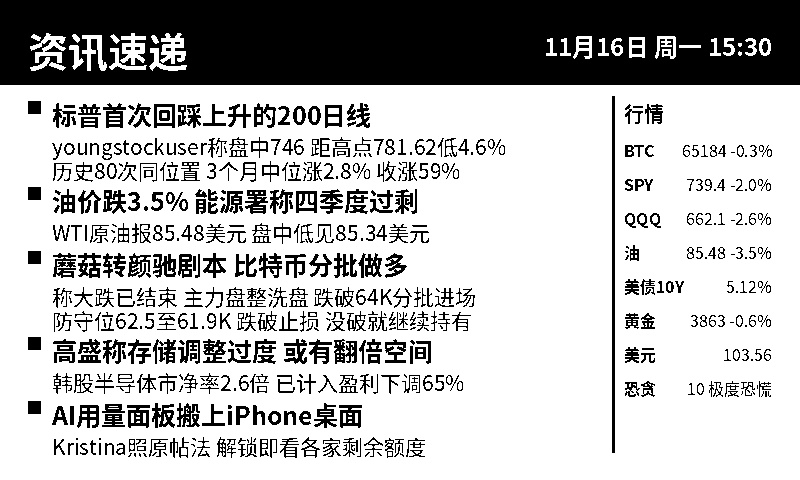 资讯速递
11月16日 周一 15:30
标普首次回踩上升的200日线
youngstockuser称盘中746 距高点781.62低4.6%
历史80次同位置 3个月中位涨2.8% 收涨59%
油价跌3.5% 能源署称四季度过剩
WTI原油报85.48美元 盘中低见85.34美元
蘑菇转颜驰剧本 比特币分批做多
称大跌已结束 主力盘整洗盘 跌破64K分批进场
防守位62.5至61.9K 跌破止损 没破就继续持有
高盛称存储调整过度 或有翻倍空间
韩股半导体市净率2.6倍 已计入盈利下调65%
AI用量面板搬上iPhone桌面
Kristina照原帖法 解锁即看各家剩余额度
行情
BTC 65184 -0.3%
SPY 739.4 -2.0%
QQQ 662.1 -2.6%
油 85.48 -3.5%
美债10Y 5.12%
黄金 3863 -0.6%
美元 103.56
恐贪 10 极度恐慌